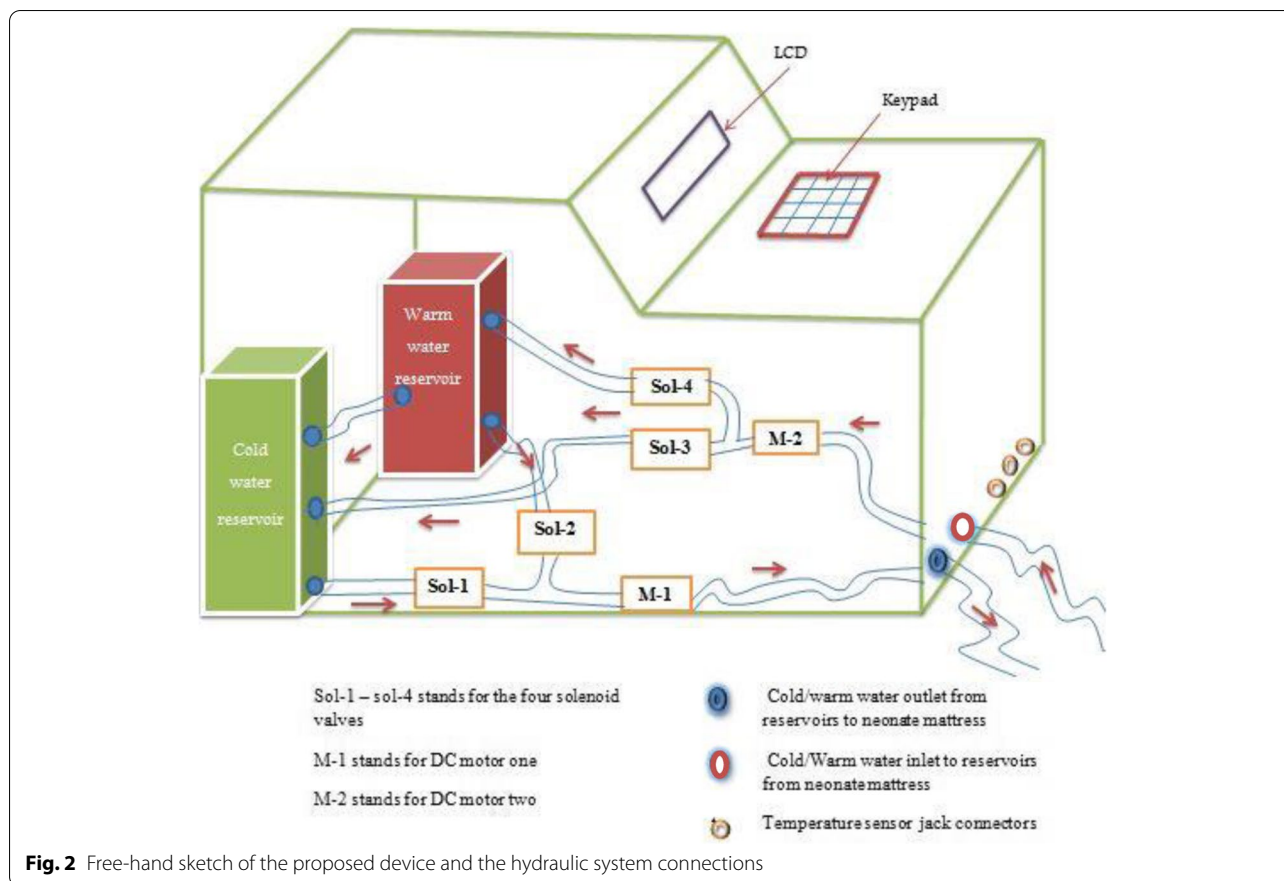 LCD
Keypad
Warm
water
reservoir
Sol-4
Cold
water
reservoir
Sol-3
M-2
Sol-2
Sol-1
M-1
Sol-1 – sol-4 stands for the four solenoid
valves
M-1 stands for DC motor one
M-2 stands for DC motor two
Cold/warm water outlet from
reservoirs to neonate mattress
Cold/Warm water inlet to reservoirs
from neonate mattress
Temperature sensor jack connectors
Fig. 2 Free-hand sketch of the proposed device and the hydraulic system connections